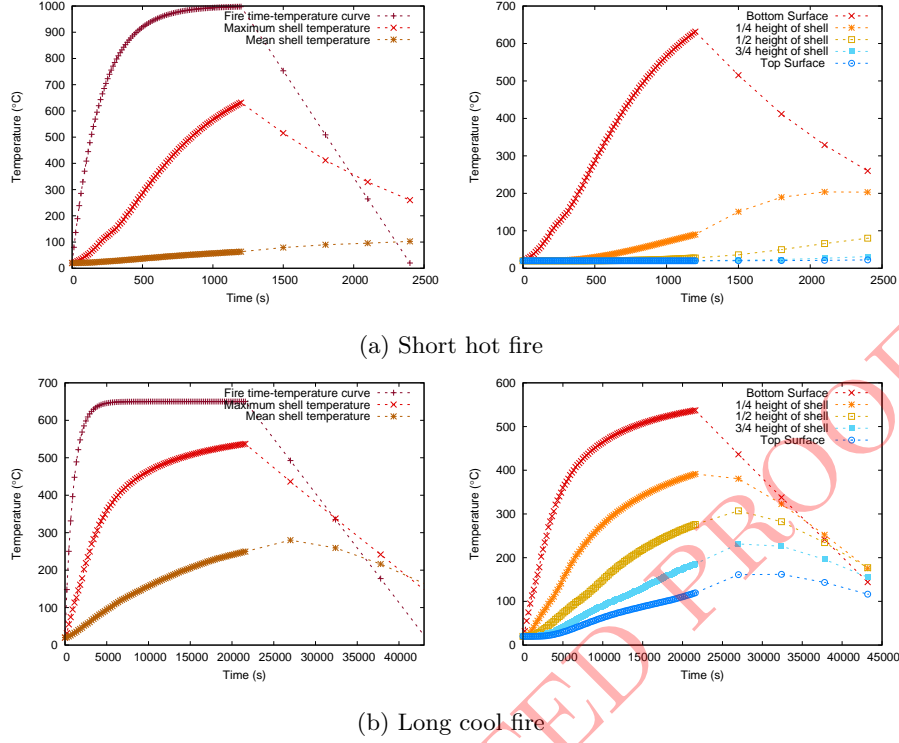 1000
900
800
700
600
500
400
300
200
100
0
0 500 1000 1500 2000 2500
Temperature (°C)
Time (s)
Fire time-temperature curve
Maximum shell temperature
Mean shell temperature
700
600
500
400
300
200
100
0
0 500 1000 1500 2000 2500
Temperature (°C)
Time (s)
Bottom Surface
1/4 height of shell
1/2 height of shell
3/4 height of shell
Top Surface
(a) Short hot fire
700
600
500
400
300
200
100
0
0 5000 10000 15000 20000 25000 30000 35000 40000
Temperature (°C)
Time (s)
Fire time-temperature curve
Maximum shell temperature
Mean shell temperature
600
500
400
300
200
100
0
0 5000 10000 15000 20000 25000 30000 35000 40000 45000
Temperature (°C)
Time (s)
Bottom Surface
1/4 height of shell
1/2 height of shell
3/4 height of shell
Top Surface
(b) Long cool fire
TED PROOF